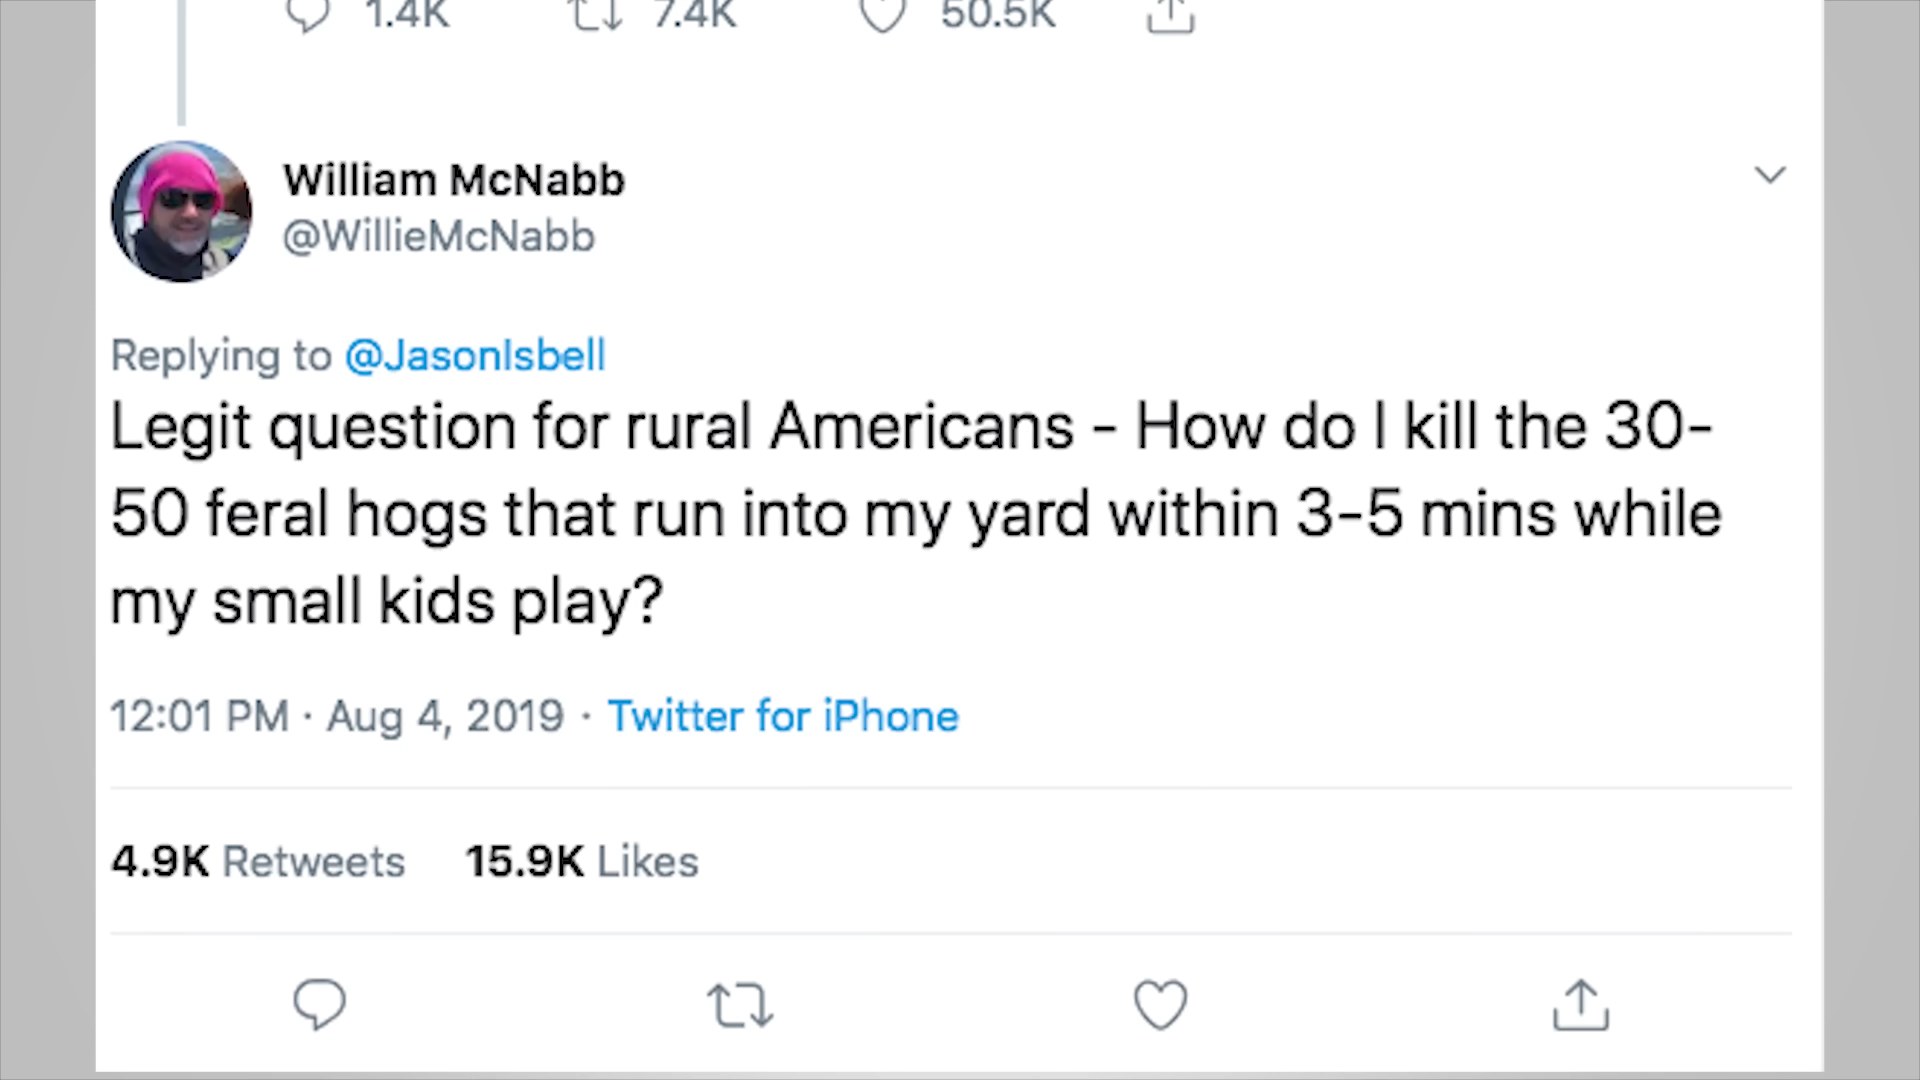 1.4K 7.4K 50.5K
William McNabb
@WillieMcNabb
Replying to @JasonIsbell
Legit question for rural Americans - How do I kill the 30-
50 feral hogs that run into my yard within 3-5 mins while
my small kids play?
12:01 PM · Aug 4, 2019 · Twitter for iPhone
4.9K Retweets 15.9K Likes